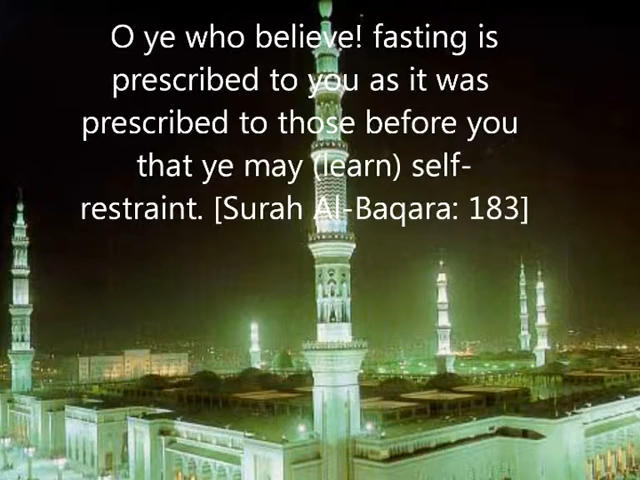 O ye who believe! fasting is
prescribed to you as it was
prescribed to those before you
that ye may (learn) self-
restraint. [Surah Al-Baqara: 183]